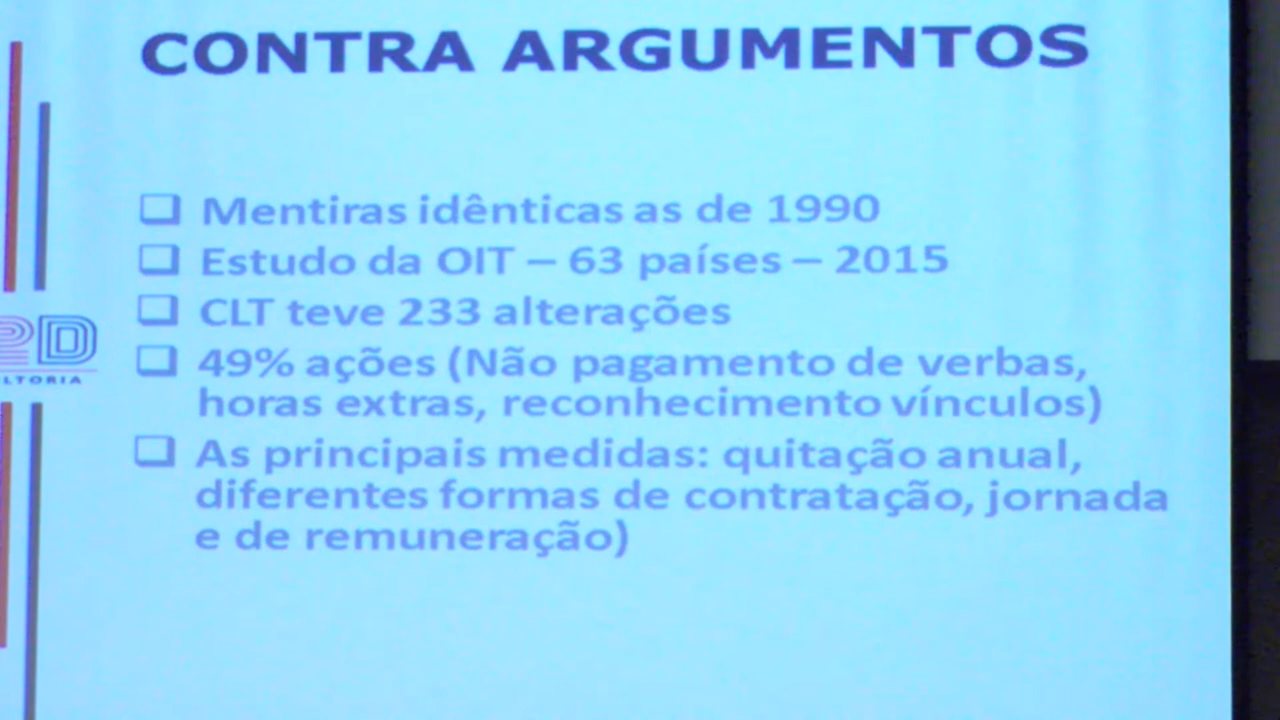 CONTRA ARGUMENTOS
Mentiras idênticas as de 1990
Estudo da OIT – 63 países – 2015
CLT teve 233 alterações
49% ações (Não pagamento de verbas,
horas extras, reconhecimento vínculos)
As principais medidas: quitação anual,
diferentes formas de contratação, jornada
e de remuneração)